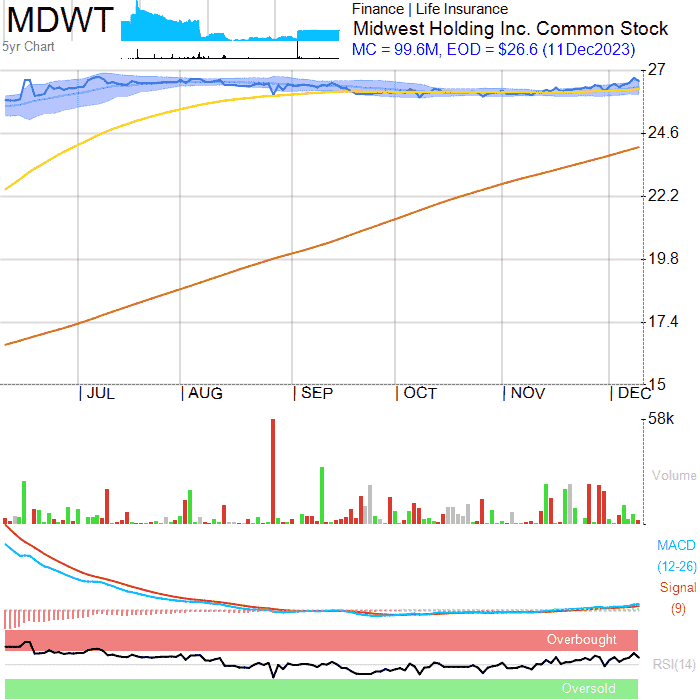 MDWT
5yr Chart
Finance | Life Insurance
Midwest Holding Inc. Common Stock
MC = 99.6M, EOD = $26.6 (11Dec2023)
27
24.6
22.2
19.8
17.4
15
| JUL | AUG | SEP | OCT | NOV | DEC
58k
Volume
MACD
(12-26)
Signal
(9)
Overbought
RSI(14)
Oversold